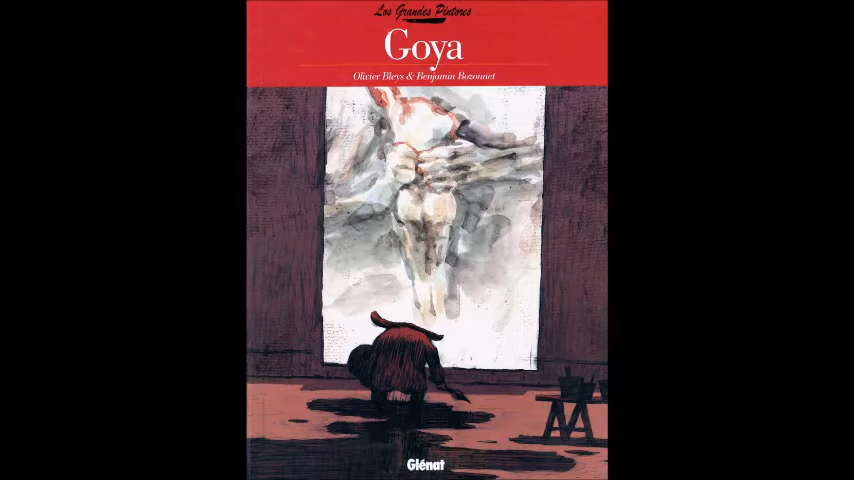 Los Grandes Pintores
Goya
Olivier Bleys & Benjamin Bozonnet
Glénat